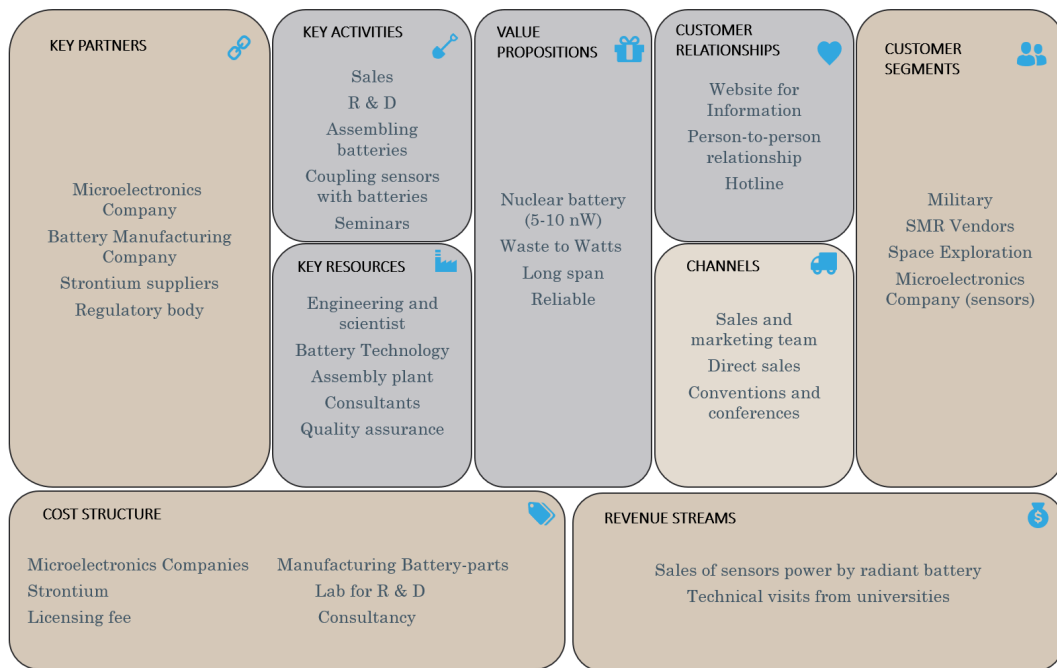 KEY PARTNERS
Microelectronics
Company
Battery Manufacturing
Company
Strontium suppliers
Regulatory body
KEY ACTIVITIES
Sales
R & D
Assembling
batteries
Coupling sensors
with batteries
Seminars
KEY RESOURCES
Engineering and
scientist
Battery Technology
Assembly plant
Consultants
Quality assurance
VALUE
PROPOSITIONS
Nuclear battery
(5-10 nW)
Waste to Watts
Long span
Reliable
CUSTOMER
RELATIONSHIPS
Website for
Information
Person-to-person
relationship
Hotline
CHANNELS
Sales and
marketing team
Direct sales
Conventions and
conferences
CUSTOMER
SEGMENTS
Military
SMR Vendors
Space Exploration
Microelectronics
Company (sensors)
COST STRUCTURE
Microelectronics Companies
Strontium
Licensing fee
Manufacturing Battery-parts
Lab for R & D
Consultancy
REVENUE STREAMS
$
Sales of sensors power by radiant battery
Technical visits from universities